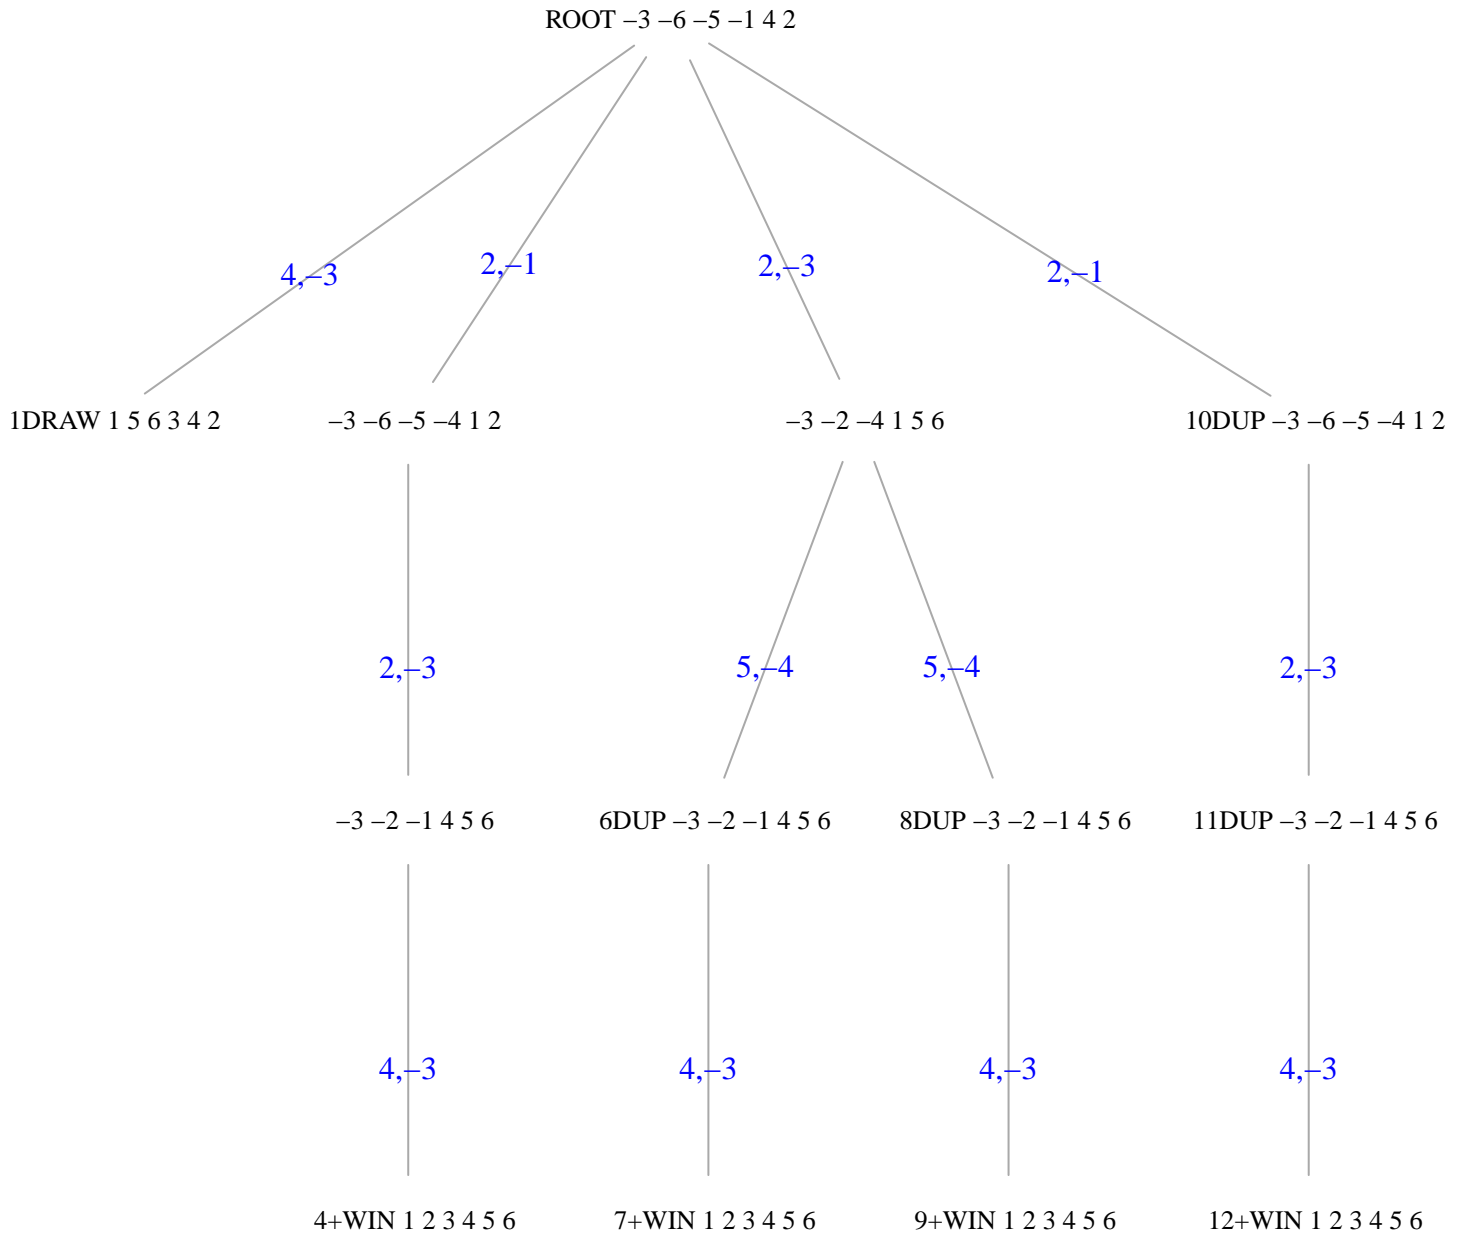 ROOT –3 –6 –5 –1 4 2
4,–3
2,–1
2,–3
2,–1
1DRAW 1 5 6 3 4 2
–3 –6 –5 –4 1 2
–3 –2 –4 1 5 6
10DUP –3 –6 –5 –4 1 2
2,–3
5,–4
5,–4
2,–3
–3 –2 –1 4 5 6
6DUP –3 –2 –1 4 5 6
8DUP –3 –2 –1 4 5 6
11DUP –3 –2 –1 4 5 6
4,–3
4,–3
4,–3
4,–3
4+WIN 1 2 3 4 5 6
7+WIN 1 2 3 4 5 6
9+WIN 1 2 3 4 5 6
12+WIN 1 2 3 4 5 6